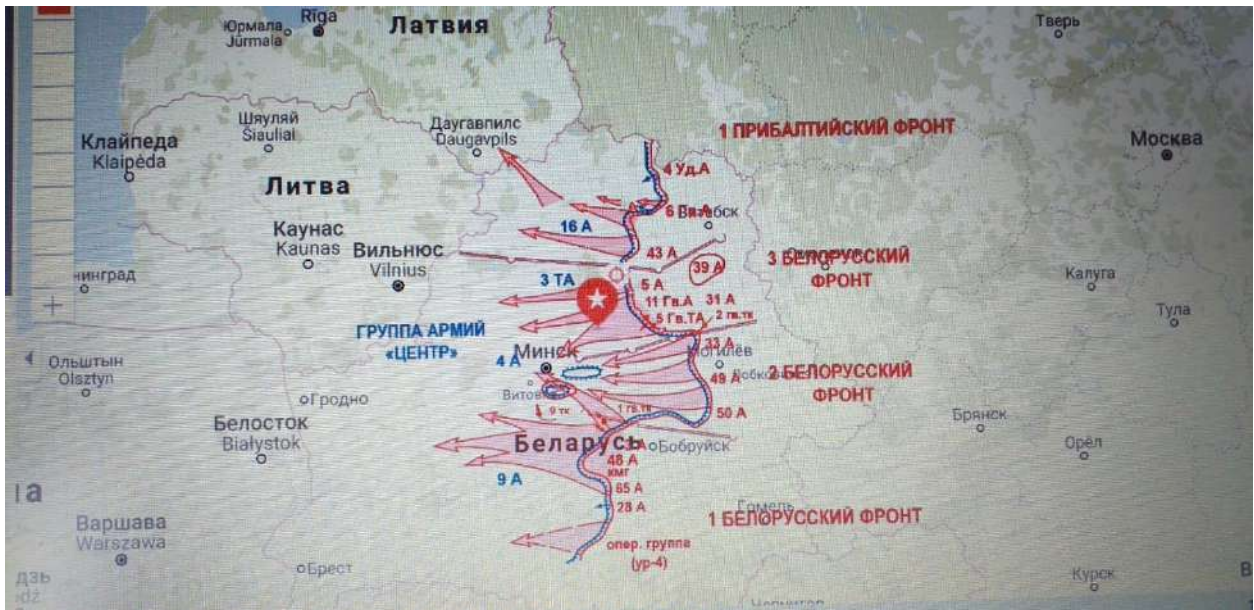 Rīga
Юрмала
Jūrmala
Латвия
Тверь
Шяуляй
Šiauliai
Даугавпилс
Daugavpils
1 ПРИБАЛТИЙСКИЙ ФРОНТ
Клайпеда
Klaipėda
Москва
Литва
4 Уд.А
6 Гв.А
Витебск
16 А
Каунас
Kaunas
Вильнюс
Vilnius
43 А
3 БЕЛОРУССКИЙ
ФРОНТ
39 А
3 ТА
5 А
Калуга
11 Гв.А
31 А
5 Гв.ТА
2 гв.тк
Тула
ГРУППА АРМИЙ
«ЦЕНТР»
33 А
4 А
Минск
Могилёв
Ольштын
Olsztyn
49 А
2 БЕЛОРУССКИЙ
ФРОНТ
Гродно
9 тк
1 гв.тк
50 А
Брянск
Белосток
Białystok
Беларусь
Бобруйск
Орёл
48 А
кмг
9 А
65 А
28 А
Гомель
1 БЕЛОРУССКИЙ ФРОНТ
Варшава
Warszawa
опер. группа
(ур-4)
Брест
Курск